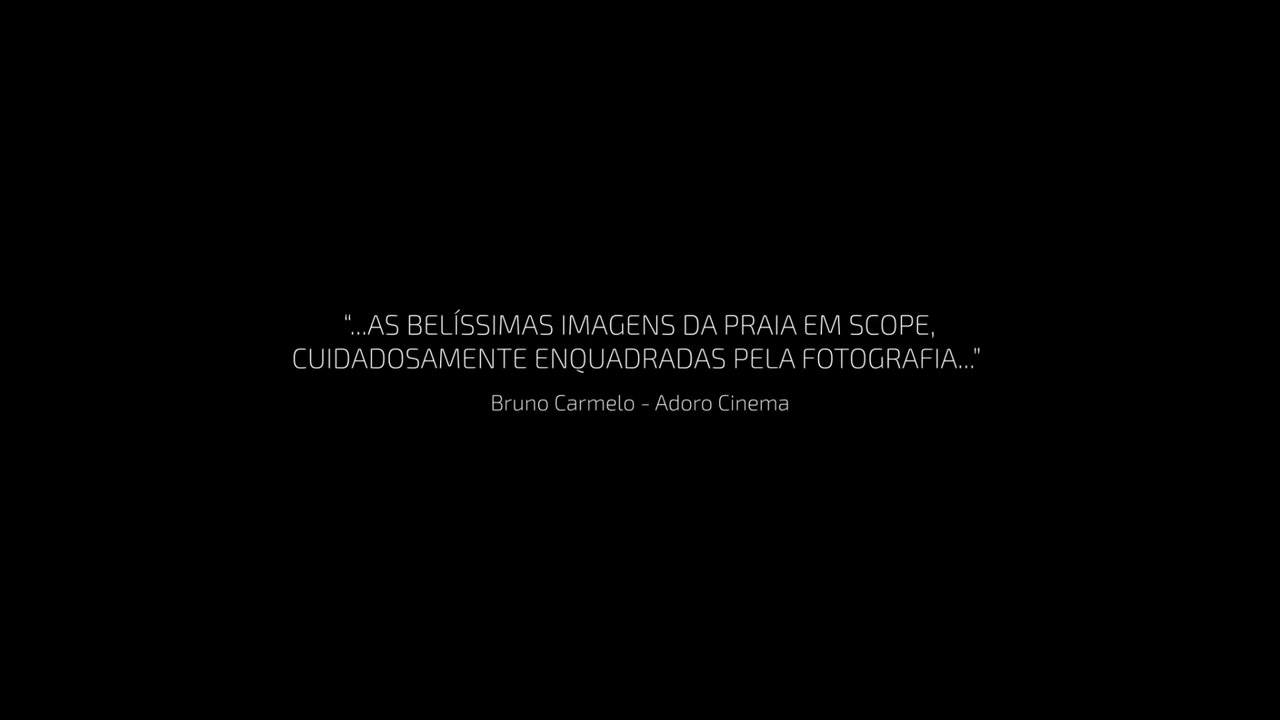 “...AS BELÍSSIMAS IMAGENS DA PRAIA EM SCOPE,
CUIDADOSAMENTE ENQUADRADAS PELA FOTOGRAFIA...”
Bruno Carmelo - Adoro Cinema